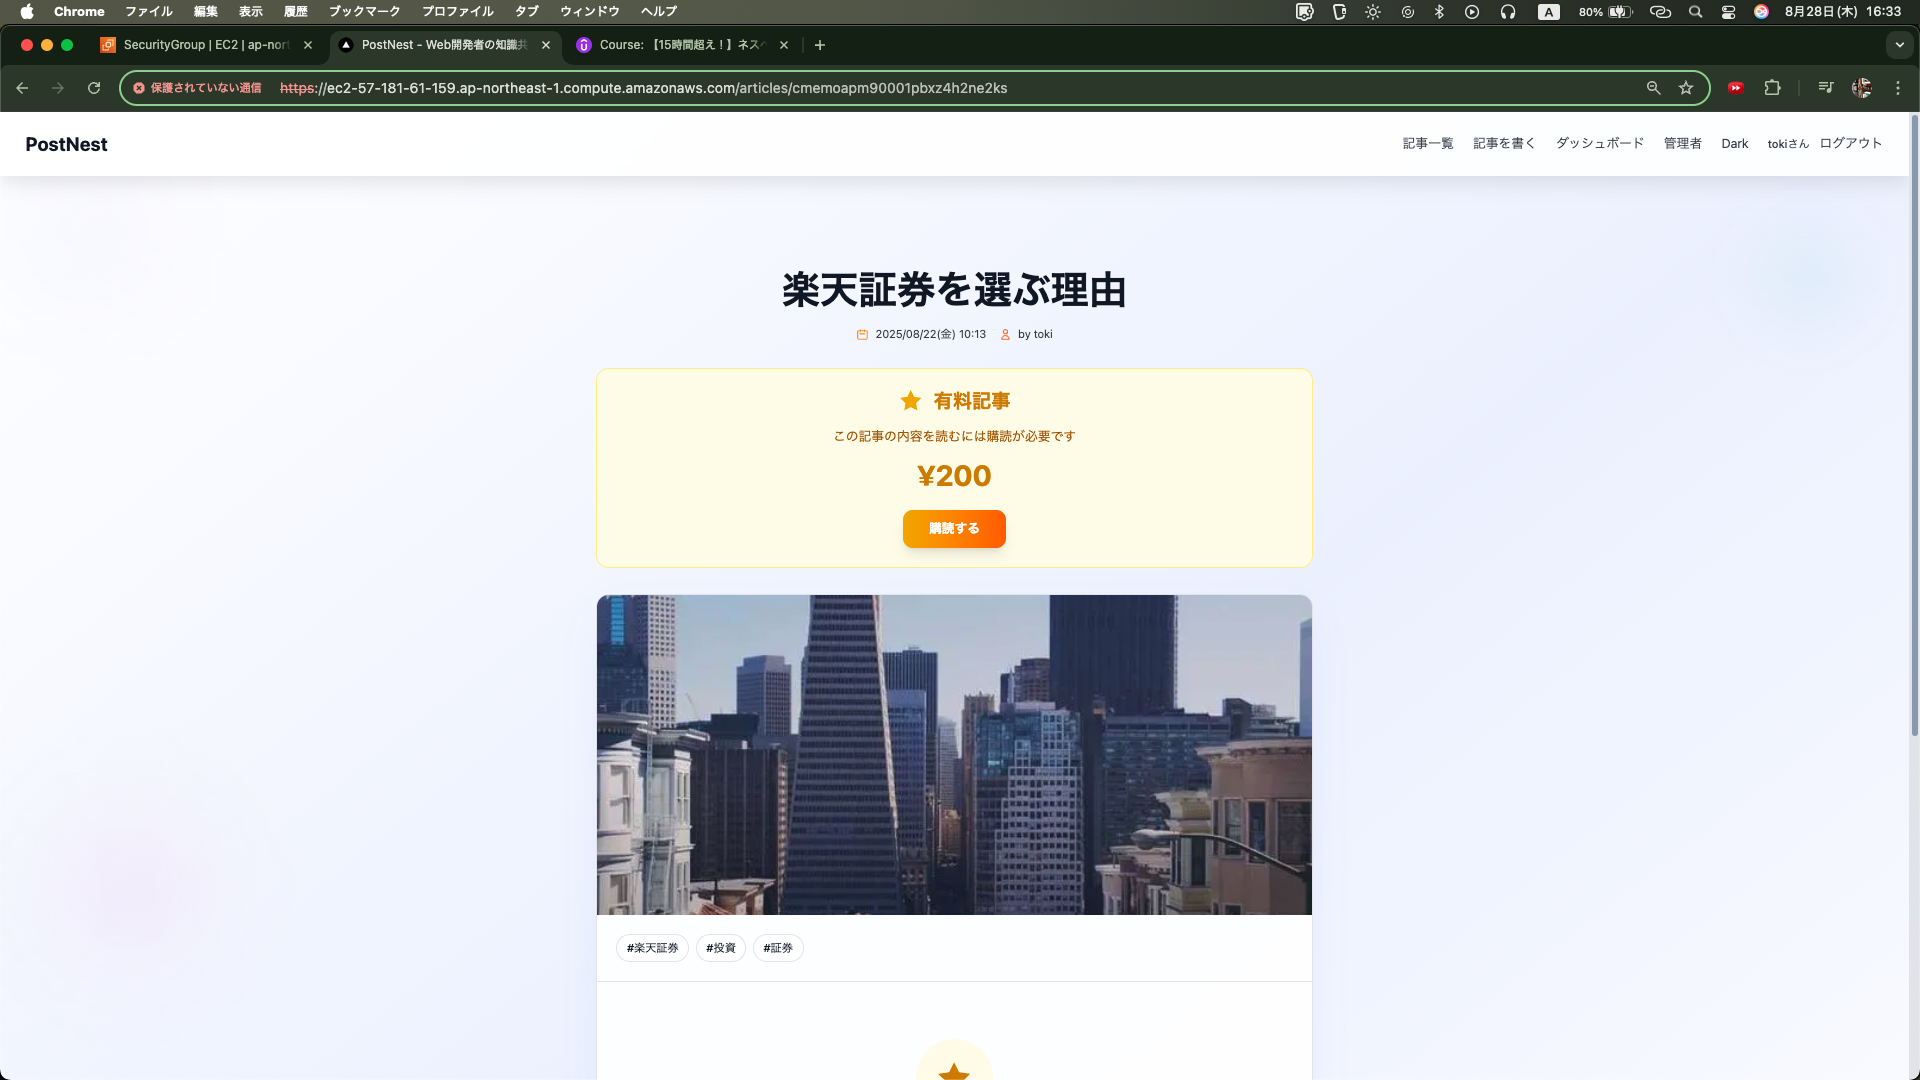 Chrome ファイル 編集 表示 履歴 ブックマーク プロファイル タブ ウィンドウ ヘルプ
A 80% 8月28日(木) 16:33
SecurityGroup | EC2 | ap-nort
PostNest - Web開発者の知識共
Course: 【15時間超え！】ネスペ
保護されていない通信 https://ec2-57-181-61-159.ap-northeast-1.compute.amazonaws.com/articles/cmemoapm90001pbxz4h2ne2ks
PostNest
記事一覧 記事を書く ダッシュボード 管理者 Dark tokiさん ログアウト
楽天証券を選ぶ理由
2025/08/22(金) 10:13 by toki
有料記事
この記事の内容を読むには購読が必要です
¥200
購読する
#楽天証券 #投資 #証券